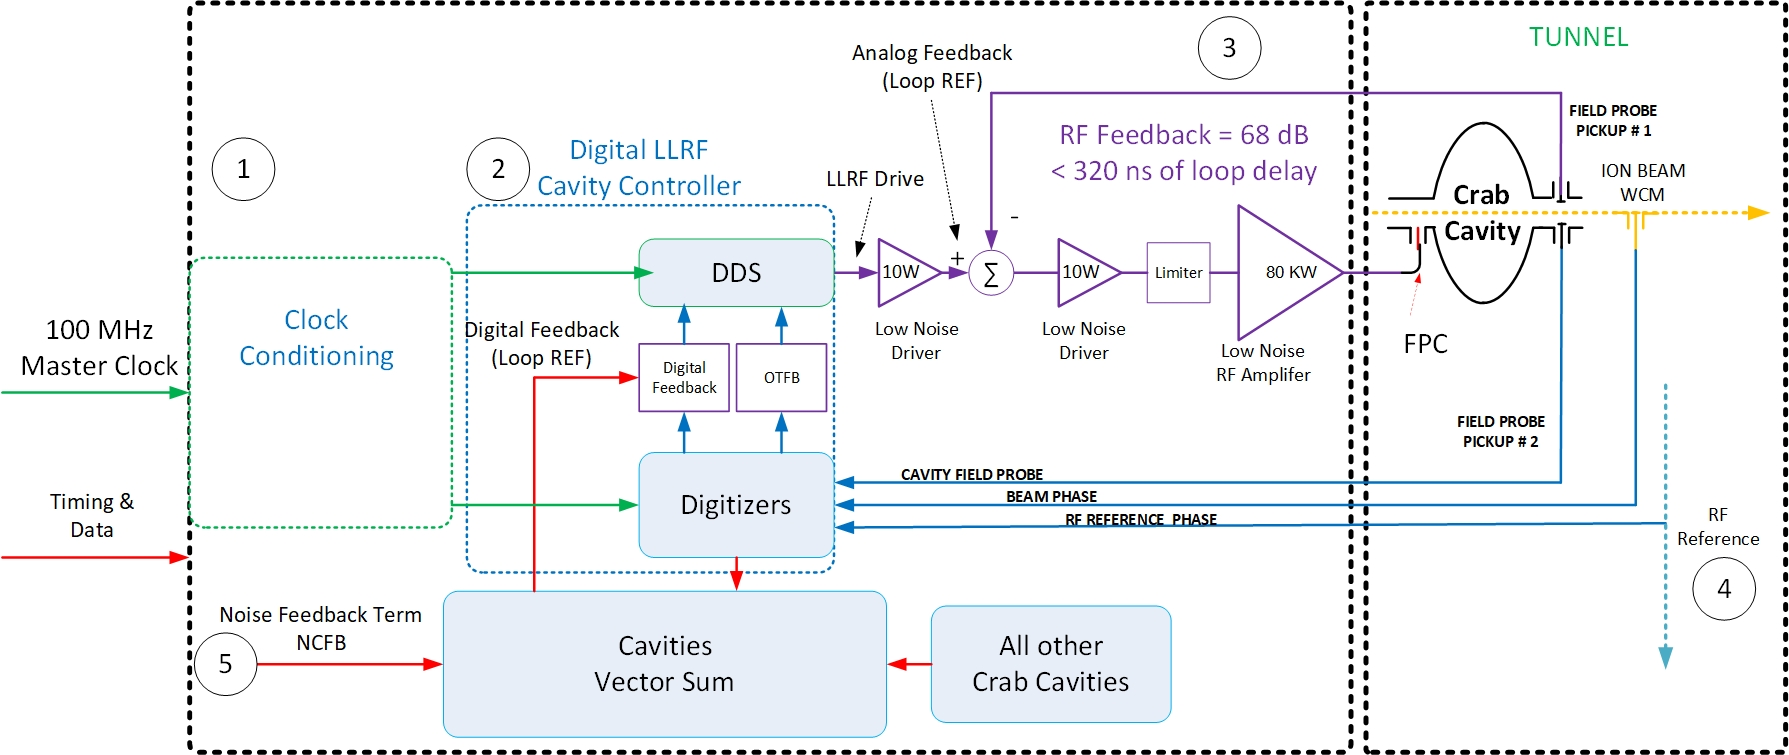 TUNNEL
3
Analog Feedback
(Loop REF)
FIELD PROBE
PICKUP # 1
RF Feedback = 68 dB
< 320 ns of loop delay
1
2
Digital LLRF
Cavity Controller
LLRF Drive
ION BEAM
WCM
Crab
Cavity
-
+
DDS
10W
∑
10W
Limiter
80 KW
Low Noise
Driver
Low Noise
Driver
Low Noise
RF Amplifer
FPC
Clock
Conditioning
100 MHz
Master Clock
Digital Feedback
(Loop REF)
Digital
Feedback
OTFB
FIELD PROBE
PICKUP # 2
CAVITY FIELD PROBE
BEAM PHASE
RF REFERENCE PHASE
Digitizers
Timing &
Data
RF
Reference
4
Noise Feedback Term
NCFB
5
Cavities
Vector Sum
All other
Crab Cavities